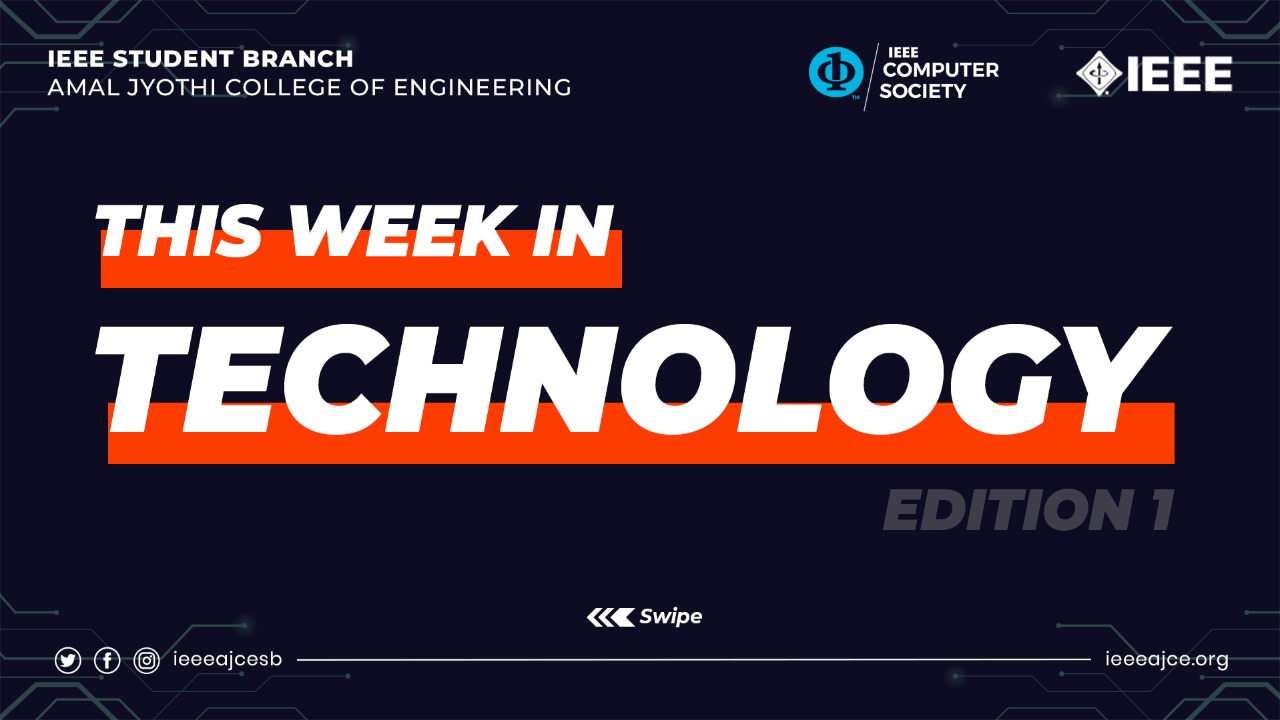 IEEE STUDENT BRANCH
AMAL JYOTHI COLLEGE OF ENGINEERING
IEEE
COMPUTER
SOCIETY
TM
IEEE
THIS WEEK IN
TECHNOLOGY
EDITION 1
Swipe
ieeeajcesb
ieeeajce.org